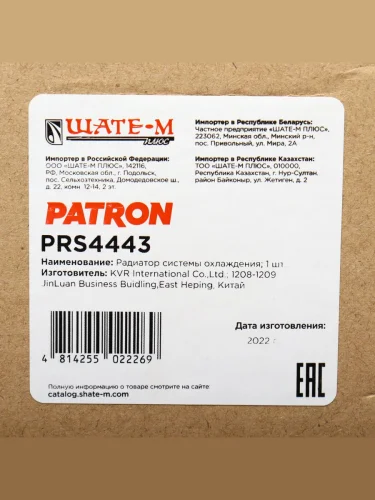 ШАТЕ-М
ПЛЮС
Импортер в Российской Федерации:
ООО «ШАТЕ-М ПЛЮС», 142116,
РФ, Московская обл., г. Подольск,
пос. Сельхозтехника, Домодедовское ш.,
д. 22, комн. 12-14, 2 эт.
Импортер в Республике Беларусь:
Частное предприятие «ШАТЕ-М ПЛЮС»,
223062, Минская обл., Минский р-н,
пос. Привольный, ул. Мира, 2А
Импортер в Республике Казахстан:
ТОО «ШАТЕ-М ПЛЮС», 010000,
Республика Казахстан, г. Нур-Султан,
район Байконыр, ул. Жетиген, д. 2
PATRON
PRS4443
Наименование: Радиатор системы охлаждения; 1 шт.
Изготовитель: KVR International Co.,Ltd.; 1208-1209
JinLuan Business Buidling,East Heping, Китай
Дата изготовления:
2022 г.
4 814255 022269
EAC
Полную информацию о товаре смотрите на сайте
catalog.shate-m.com